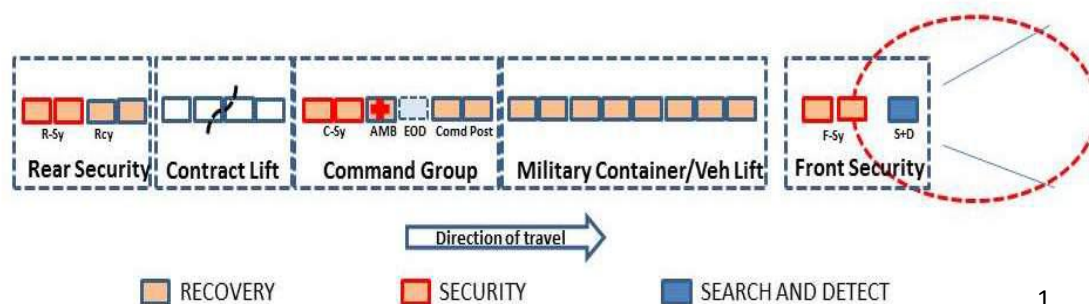 R-Sy Rcy C-Sy AMB EOD Comd Post F-Sy S+D
Rear Security Contract Lift Command Group Military Container/Veh Lift Front Security
Direction of travel
RECOVERY SECURITY SEARCH AND DETECT
1